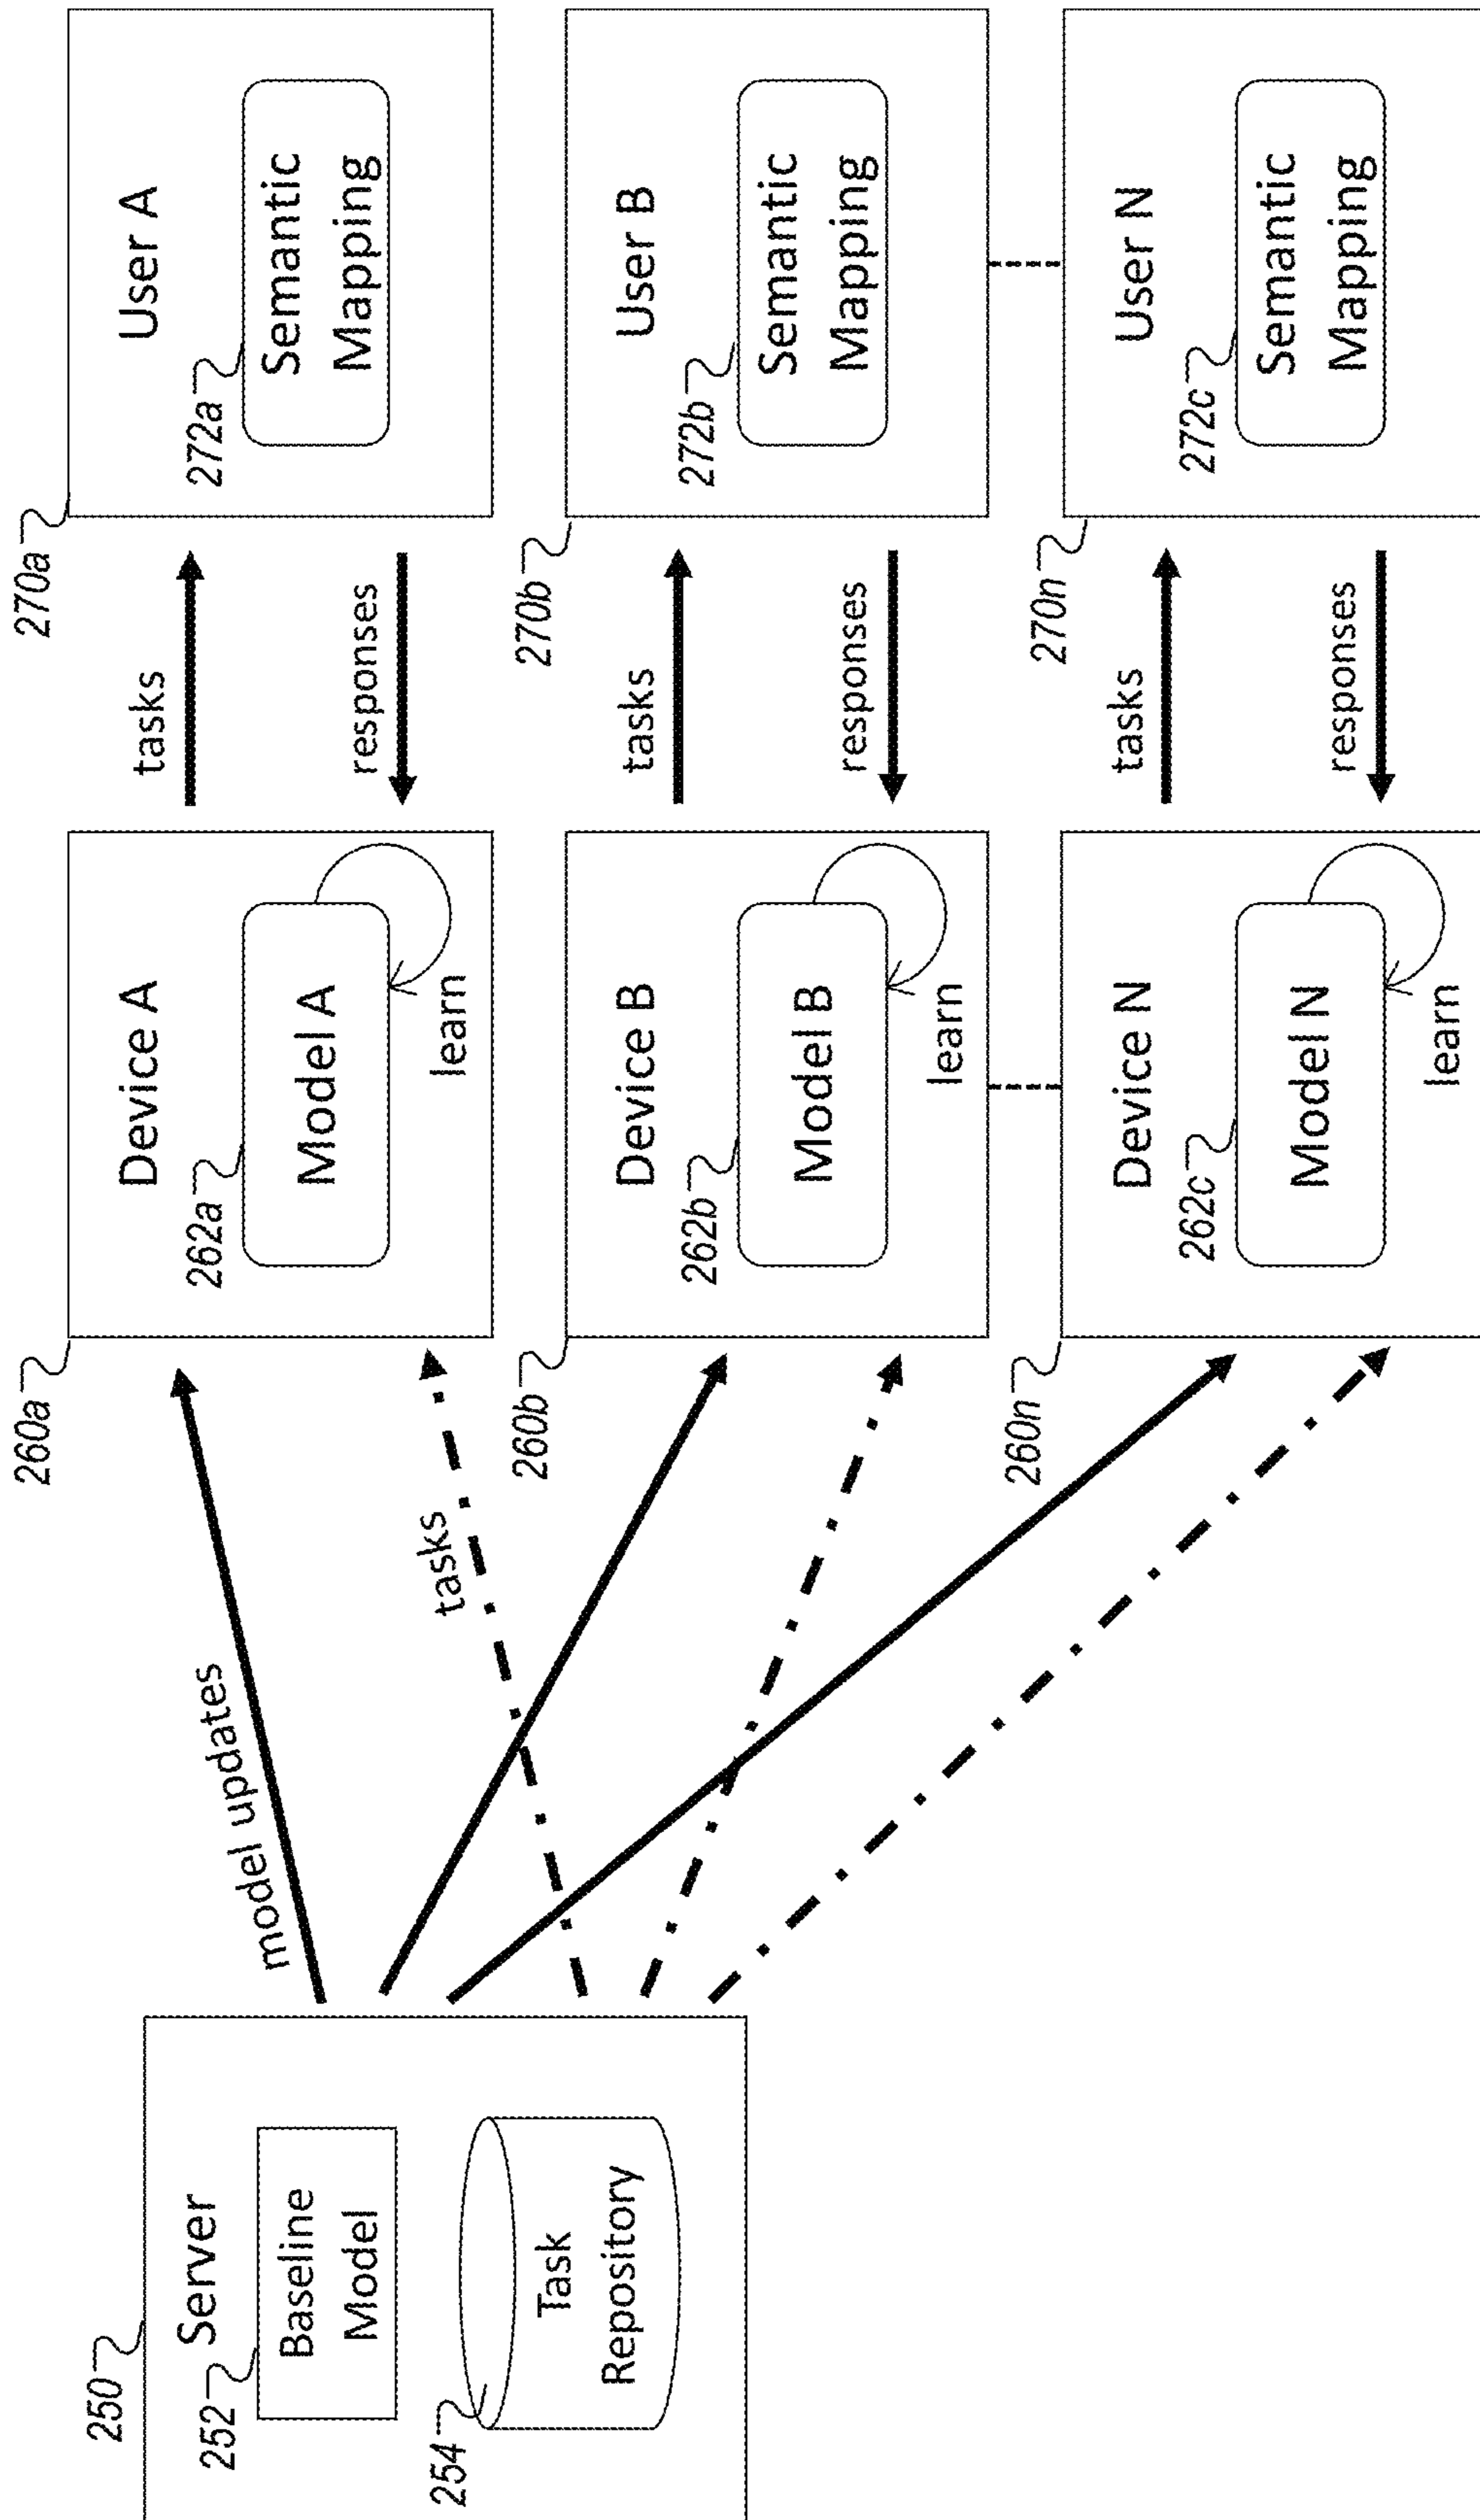 250
Server
252
Baseline
Model
254
Task
Repository
model updates
tasks
260a
Device A
262a
Model A
learn
tasks
responses
270a
User A
272a
Semantic
Mapping
260b
Device B
262b
Model B
learn
tasks
responses
270b
User B
272b
Semantic
Mapping
260n
Device N
262c
Model N
learn
tasks
responses
270n
User N
272c
Semantic
Mapping